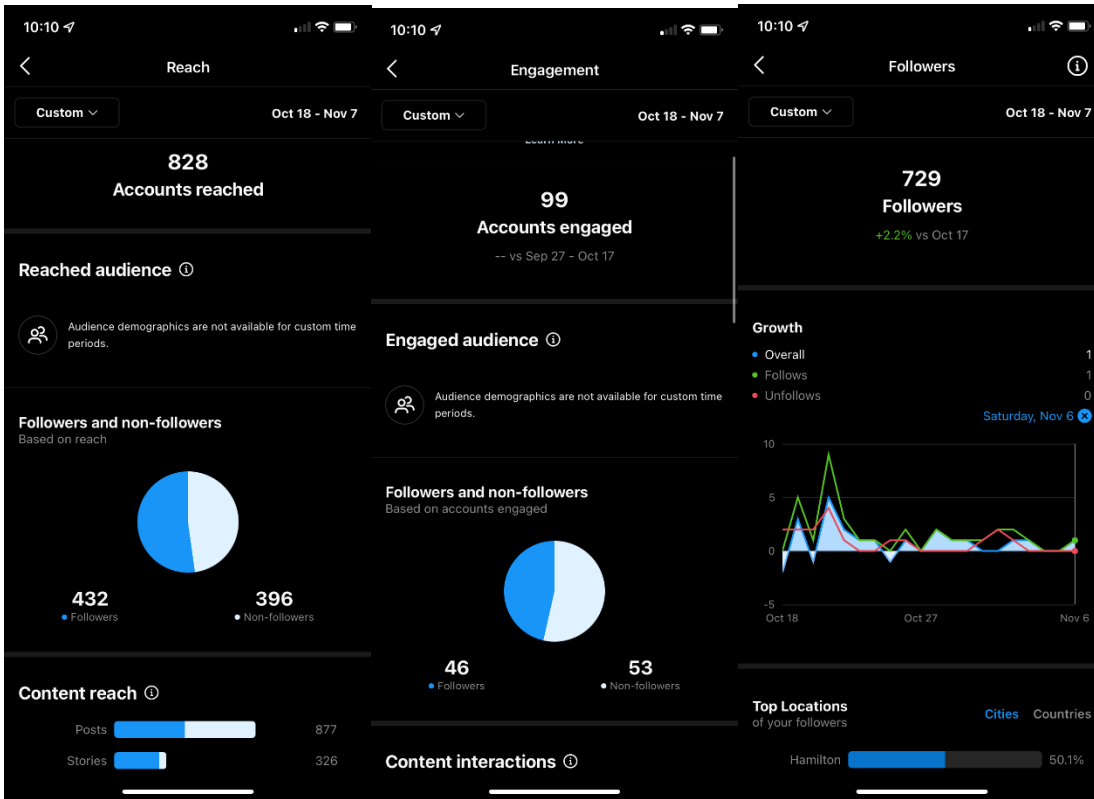 10:10
Reach
Custom
Oct 18 - Nov 7
828
Accounts reached
Reached audience
Audience demographics are not available for custom time
periods.
Followers and non-followers
Based on reach
432
Followers
396
Non-followers
Content reach
Posts
877
Stories
326
10:10
Engagement
Custom
Oct 18 - Nov 7
Learn More
99
Accounts engaged
-- vs Sep 27 - Oct 17
Engaged audience
Audience demographics are not available for custom time
periods.
Followers and non-followers
Based on accounts engaged
46
Followers
53
Non-followers
Content interactions
10:10
Followers
Custom
Oct 18 - Nov 7
729
Followers
+2.2% vs Oct 17
Growth
Overall 1
Follows 1
Unfollows 0
Saturday, Nov 6
10
5
0
-5
Oct 18
Oct 27
Nov 6
Top Locations
of your followers
Cities
Countries
Hamilton
50.1%